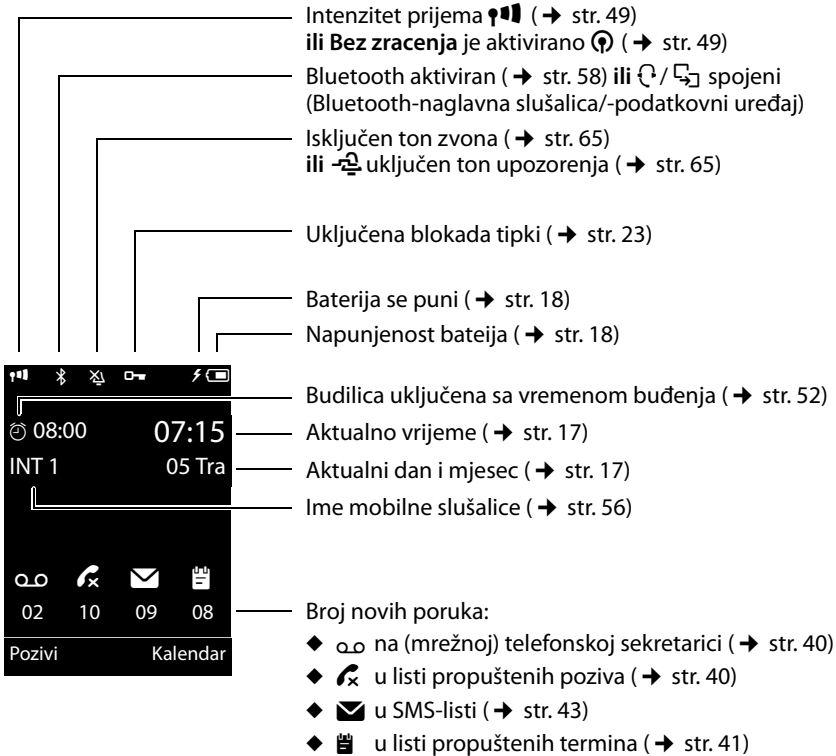 Intenzitet prijema (➔ str. 49)
ili Bez zracenja je aktivirano (➔ str. 49)
Bluetooth aktiviran (➔ str. 58) ili / spojeni
(Bluetooth-naglavna slušalica/-podatkovni uređaj)
Isključen ton zvona (➔ str. 65)
ili uključen ton upozorenja (➔ str. 65)
Uključena blokada tipki (➔ str. 23)
Baterija se puni (➔ str. 18)
Napunjenost bateija (➔ str. 18)
Budilica uključena sa vremenom buđenja (➔ str. 52)
08:00 07:15
Aktualno vrijeme (➔ str. 17)
INT 1 05 Tra
Aktualni dan i mjesec (➔ str. 17)
Ime mobilne slušalice (➔ str. 56)
02 10 09 08
Pozivi Kalendar
Broj novih poruka:
◆ na (mrežnoj) telefonskoj sekretarici (➔ str. 40)
◆ u listi propuštenih poziva (➔ str. 40)
◆ u SMS-listi (➔ str. 43)
◆ u listi propuštenih termina (➔ str. 41)